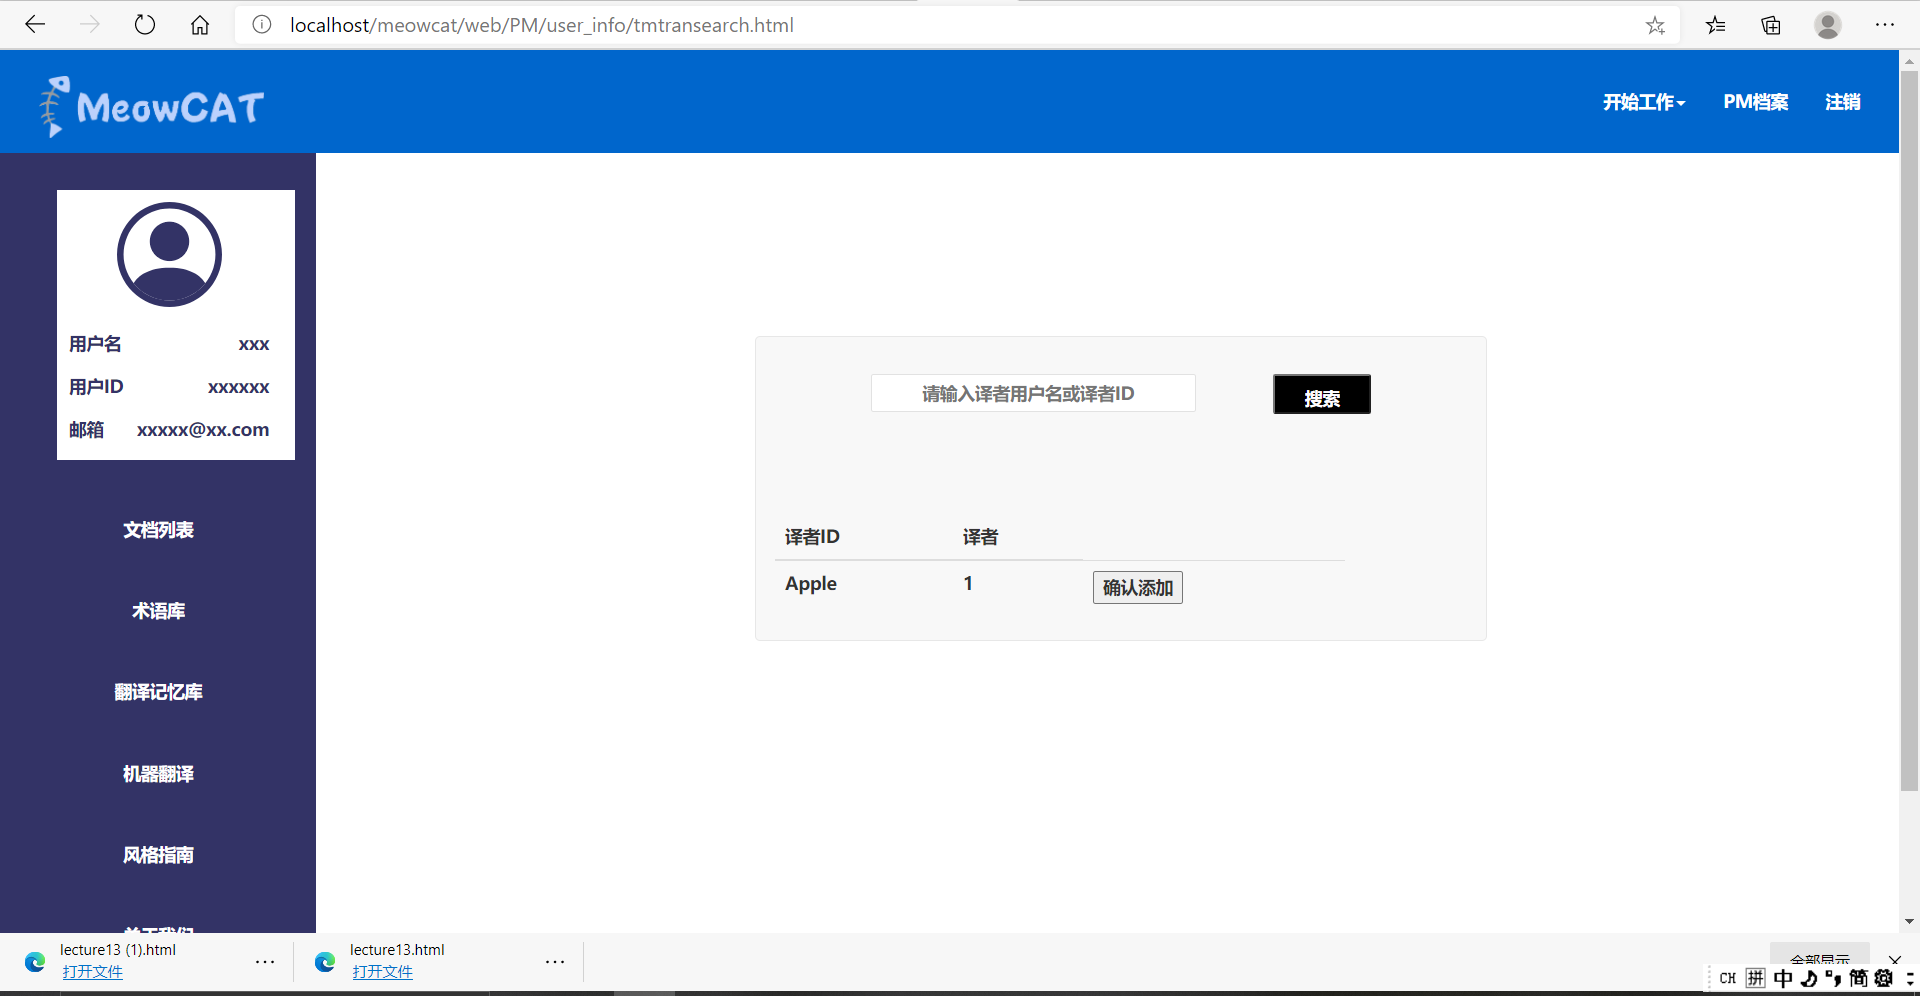 localhost/meowcat/web/PM/user_info/tmtransearch.html
MeowCAT
开始工作
PM档案
注销
用户名 xxx
用户ID xxxxxx
邮箱 xxxxx@xx.com
文档列表
术语库
翻译记忆库
机器翻译
风格指南
关于我们
请输入译者用户名或译者ID
搜索
译者ID 译者
Apple 1 确认添加
lecture13 (1).html
打开文件
lecture13.html
打开文件
全部显示
CH 拼 中 简